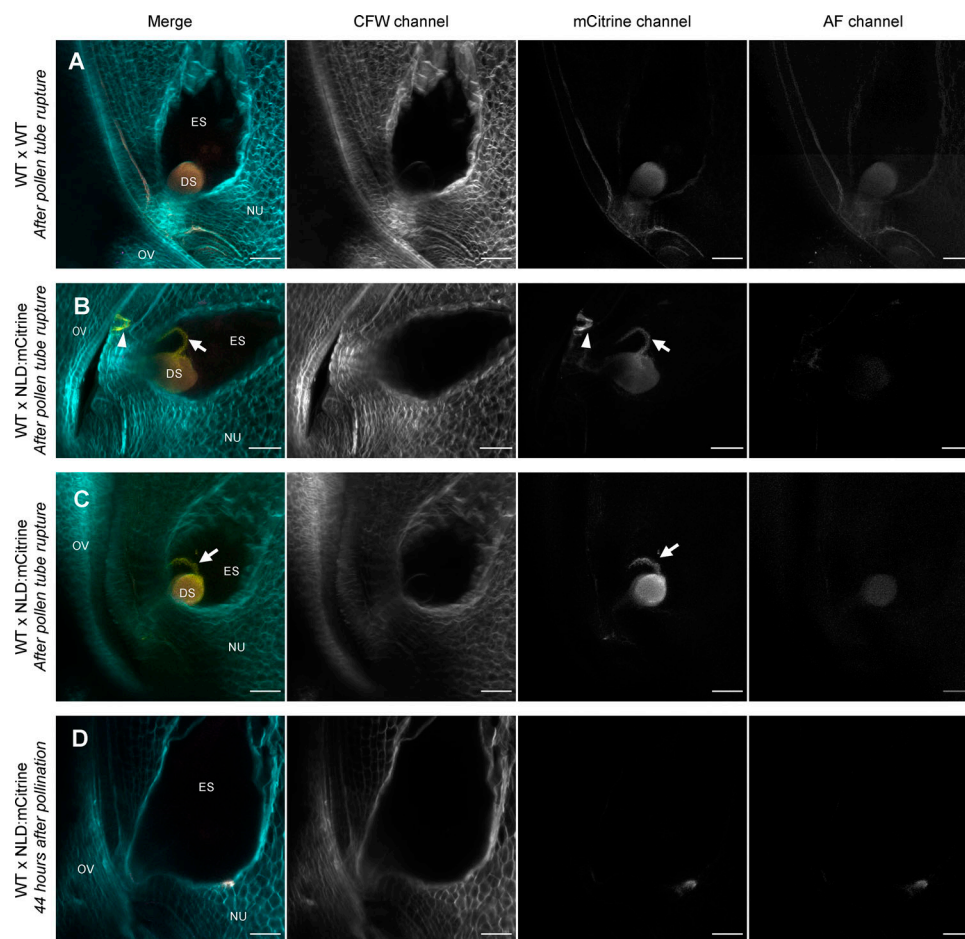 Merge
CFW channel
mCitrine channel
AF channel
WT x WT
After pollen tube rupture
A
ES
DS
NU
OV
WT x NLD:mCitrine
After pollen tube rupture
B
OV
ES
DS
NU
WT x NLD:mCitrine
After pollen tube rupture
C
OV
ES
DS
NU
WT x NLD:mCitrine
44 hours after pollination
D
ES
OV
NU